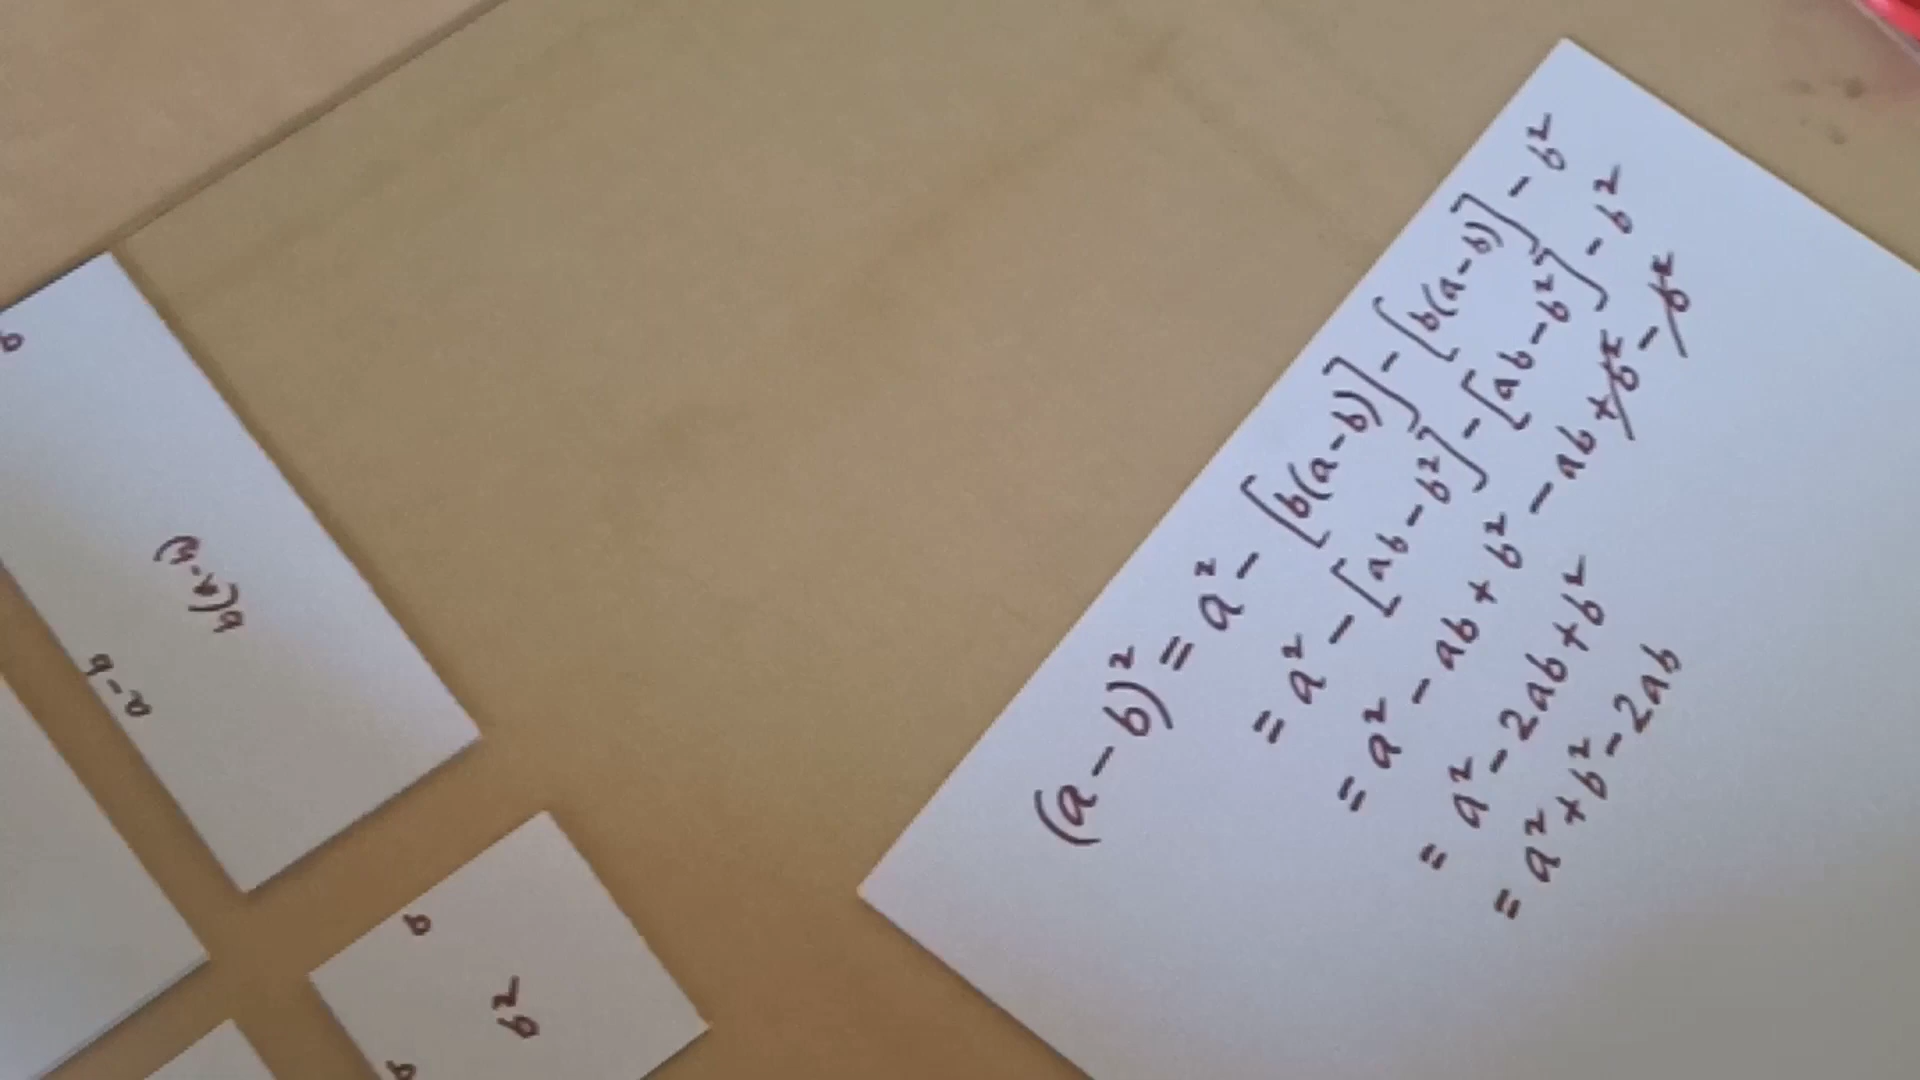 (a-b)² = a² - [b(a-b)] - [b(a-b)] - b²
= a² - [ab - b²] - [ab - b²] - b²
= a² - ab + b² - ab + b² - b²
= a² - 2ab + b²
= a² + b² - 2ab
b
b(a-b)
a-b
b
b²
b